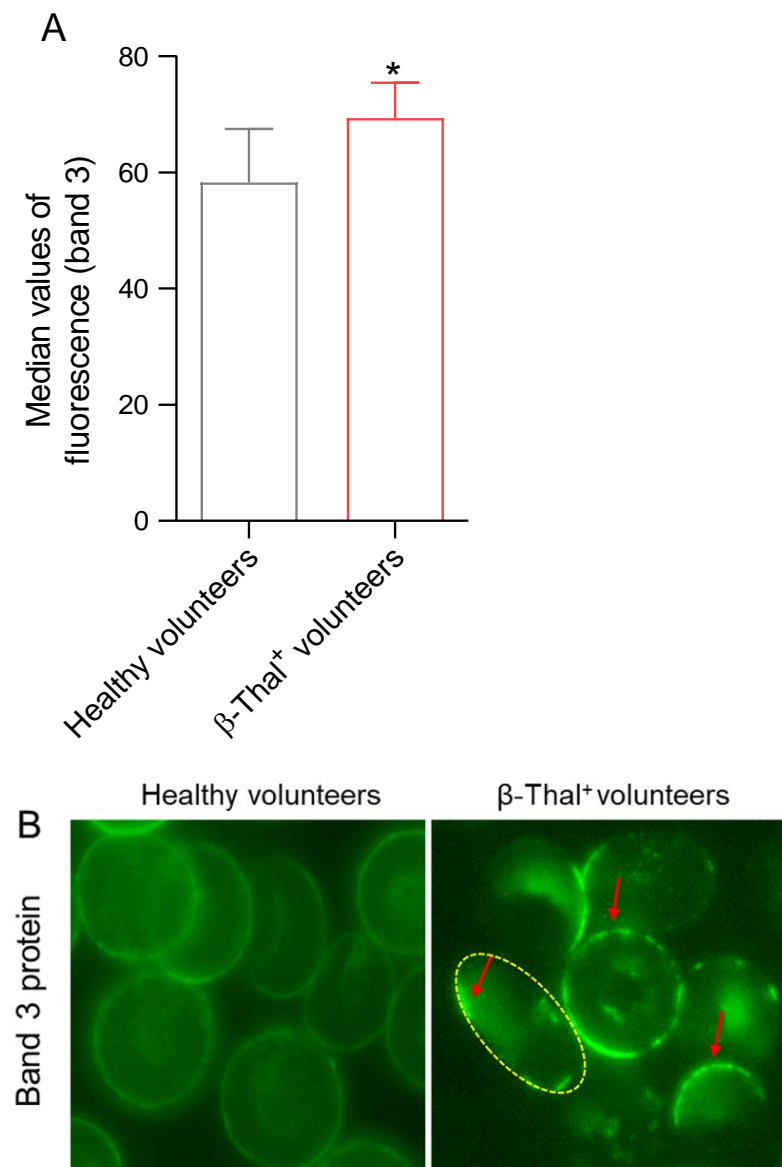 A
80
60
40
20
0
Median values of
fluorescence (band 3)
*
Healthy volunteers
β-Thal⁺ volunteers
Healthy volunteers
β-Thal⁺ volunteers
B
Band 3 protein